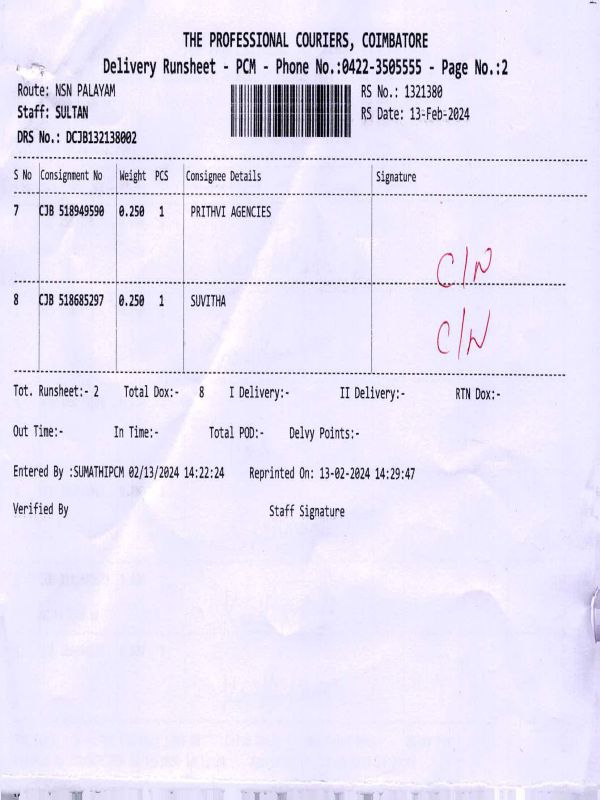 THE PROFESSIONAL COURIERS, COIMBATORE
Delivery Runsheet - PCM - Phone No.:0422-3505555 - Page No.:2
Route: NSN PALAYAM RS No.: 1321380
Staff: SULTAN RS Date: 13-Feb-2024
DRS No.: DCJB132138002
S No Consignment No Weight PCS Consignee Details Signature
7 CJB 518949590 0.250 1 PRITHVI AGENCIES
C/N
8 CJB 518685297 0.250 1 SUVITHA
C/N
Tot. Runsheet:- 2 Total Dox:- 8 I Delivery:- II Delivery:- RTN Dox:-
Out Time:- In Time:- Total POD:- Delvy Points:-
Entered By :SUMATHIPCM 02/13/2024 14:22:24 Reprinted On: 13-02-2024 14:29:47
Verified By Staff Signature